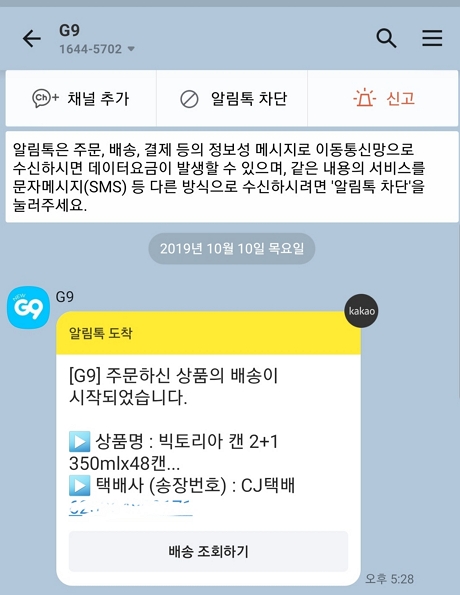 G9
1644-5702
Ch+ 채널 추가
알림톡 차단
신고
알림톡은 주문, 배송, 결제 등의 정보성 메시지로 이동통신망으로
수신하시면 데이터요금이 발생할 수 있으며, 같은 내용의 서비스를
문자메시지(SMS) 등 다른 방식으로 수신하시려면 '알림톡 차단'을
눌러주세요.
2019년 10월 10일 목요일
NEW
G9
G9
kakao
알림톡 도착
[G9] 주문하신 상품의 배송이
시작되었습니다.
▶ 상품명 : 빅토리아 캔 2+1
350mlx48캔...
▶ 택배사 (송장번호) : CJ택배
배송 조회하기
오후 5:28